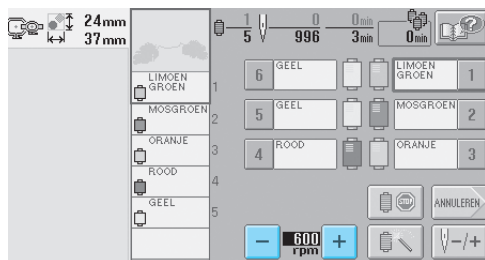 24mm
37mm
1
5
0
996
0min
3min
0min
LIMOEN
GROEN
1
MOSGROEN
2
ORANJE
3
ROOD
4
GEEL
5
6
GEEL
LIMOEN
GROEN
1
5
GEEL
MOSGROEN
2
4
ROOD
ORANJE
3
STOP
ANNULEREN
–
600
rpm
+
–/+